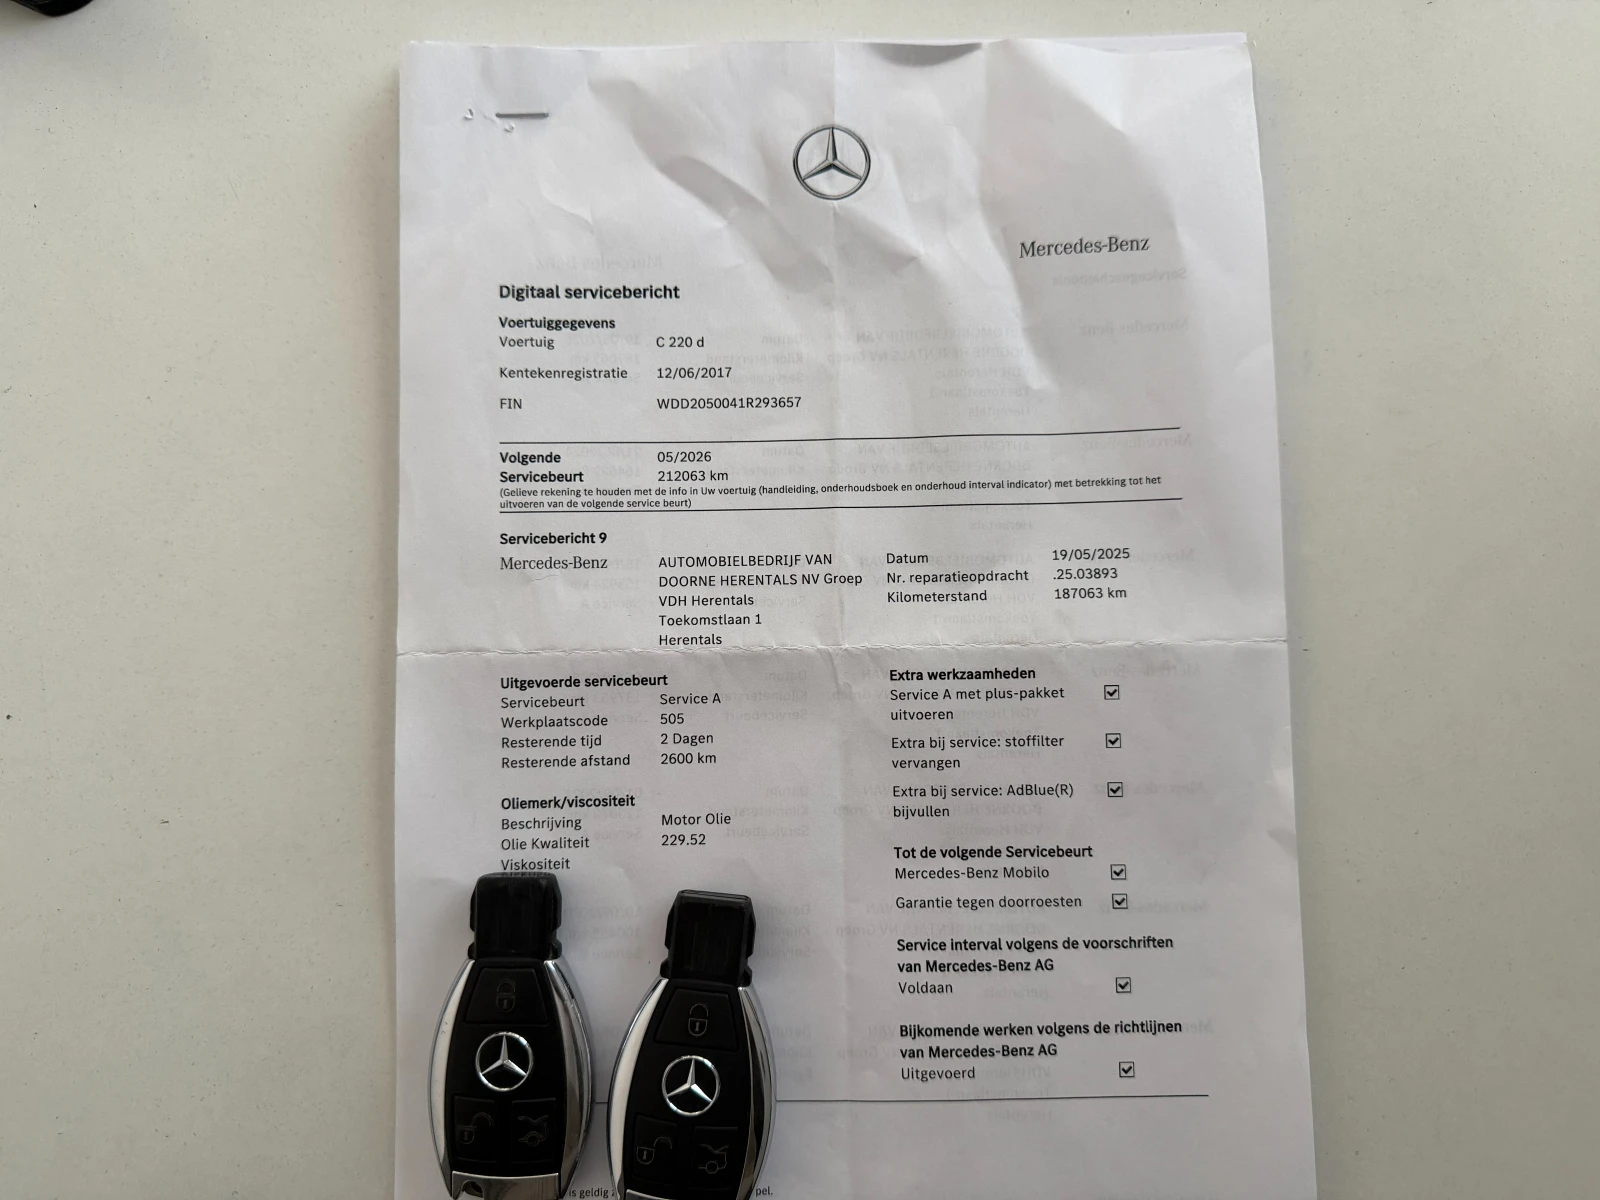 Mercedes-Benz
Digitaal servicebericht
Voertuiggegevens
Voertuig C 220 d
Kentekenregistratie 12/06/2017
FIN WDD2050041R293657
Volgende 05/2026
Servicebeurt 212063 km
(Gelieve rekening te houden met de info in Uw voertuig (handleiding, onderhoudsboek en onderhoud interval indicator) met betrekking tot het
uitvoeren van de volgende service beurt)
Servicebericht 9
Mercedes-Benz
AUTOMOBIELBEDRIJF VAN
DOORNE HERENTALS NV Groep
VDH Herentals
Toekomstlaan 1
Herentals
Datum 19/05/2025
Nr. reparatieopdracht .25.03893
Kilometerstand 187063 km
Uitgevoerde servicebeurt
Servicebeurt Service A
Werkplaatscode 505
Resterende tijd 2 Dagen
Resterende afstand 2600 km
Oliemerk/viscositeit
Beschrijving Motor Olie
Olie Kwaliteit 229.52
Viskositeit
Extra werkzaamheden
Service A met plus-pakket
uitvoeren
Extra bij service: stoffilter
vervangen
Extra bij service: AdBlue(R)
bijvullen
Tot de volgende Servicebeurt
Mercedes-Benz Mobilo
Garantie tegen doorroesten
Service interval volgens de voorschriften
van Mercedes-Benz AG
Voldaan
Bijkomende werken volgens de richtlijnen
van Mercedes-Benz AG
Uitgevoerd
is geldig
pel.